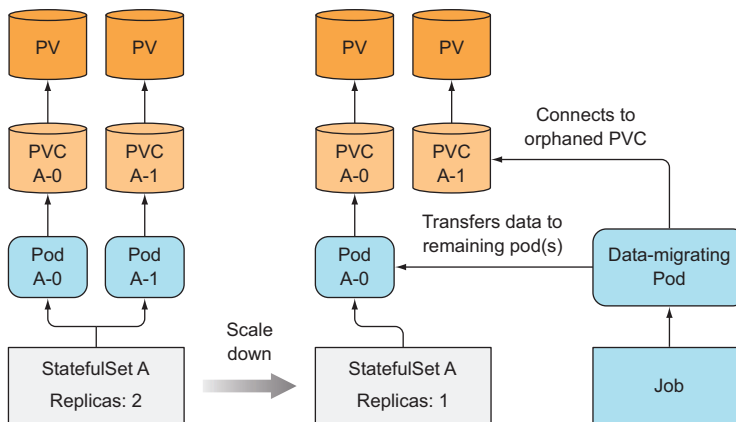 PV
PV
PVC
A-0
PVC
A-1
Pod
A-0
Pod
A-1
StatefulSet A
Replicas: 2
Scale
down
PV
PV
PVC
A-0
PVC
A-1
Connects to
orphaned PVC
Transfers data to
remaining pod(s)
Pod
A-0
Data-migrating
Pod
StatefulSet A
Replicas: 1
Job